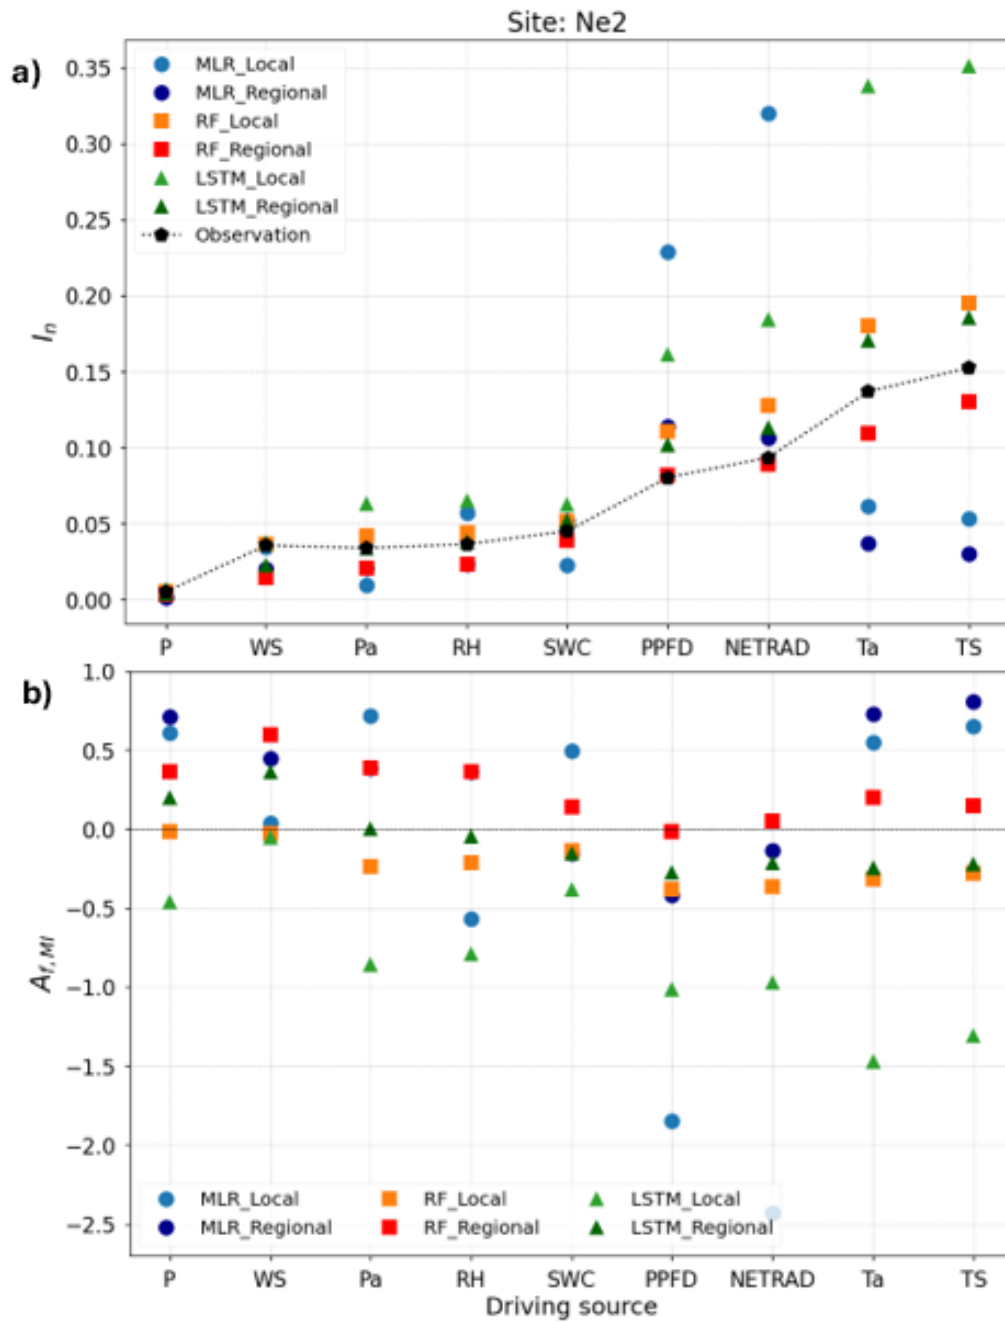 Site: Ne2
a)
MLR_Local
MLR_Regional
RF_Local
RF_Regional
LSTM_Local
LSTM_Regional
Observation
0.35
0.30
0.25
0.20
0.15
0.10
0.05
0.00
I_n
P WS Pa RH SWC PPFD NETRAD Ta TS
b)
1.0
0.5
0.0
−0.5
−1.0
−1.5
−2.0
−2.5
A_{f,MI}
MLR_Local RF_Local LSTM_Local
MLR_Regional RF_Regional LSTM_Regional
P WS Pa RH SWC PPFD NETRAD Ta TS
Driving source